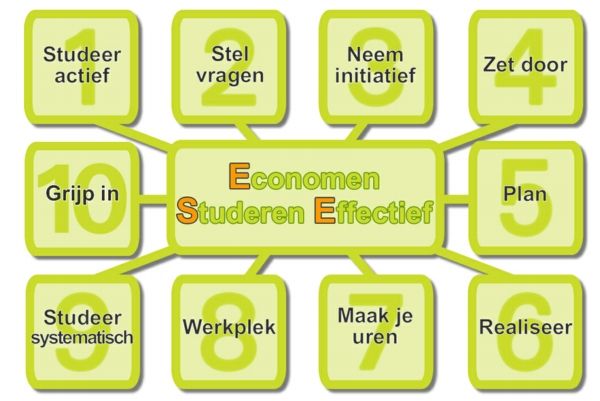 1
Studeer
actief
2
Stel
vragen
3
Neem
initiatief
4
Zet door
10
Grijp in
Economen
Studeren Effectief
5
Plan
9
Studeer
systematisch
8
Werkplek
7
Maak je
uren
6
Realiseer